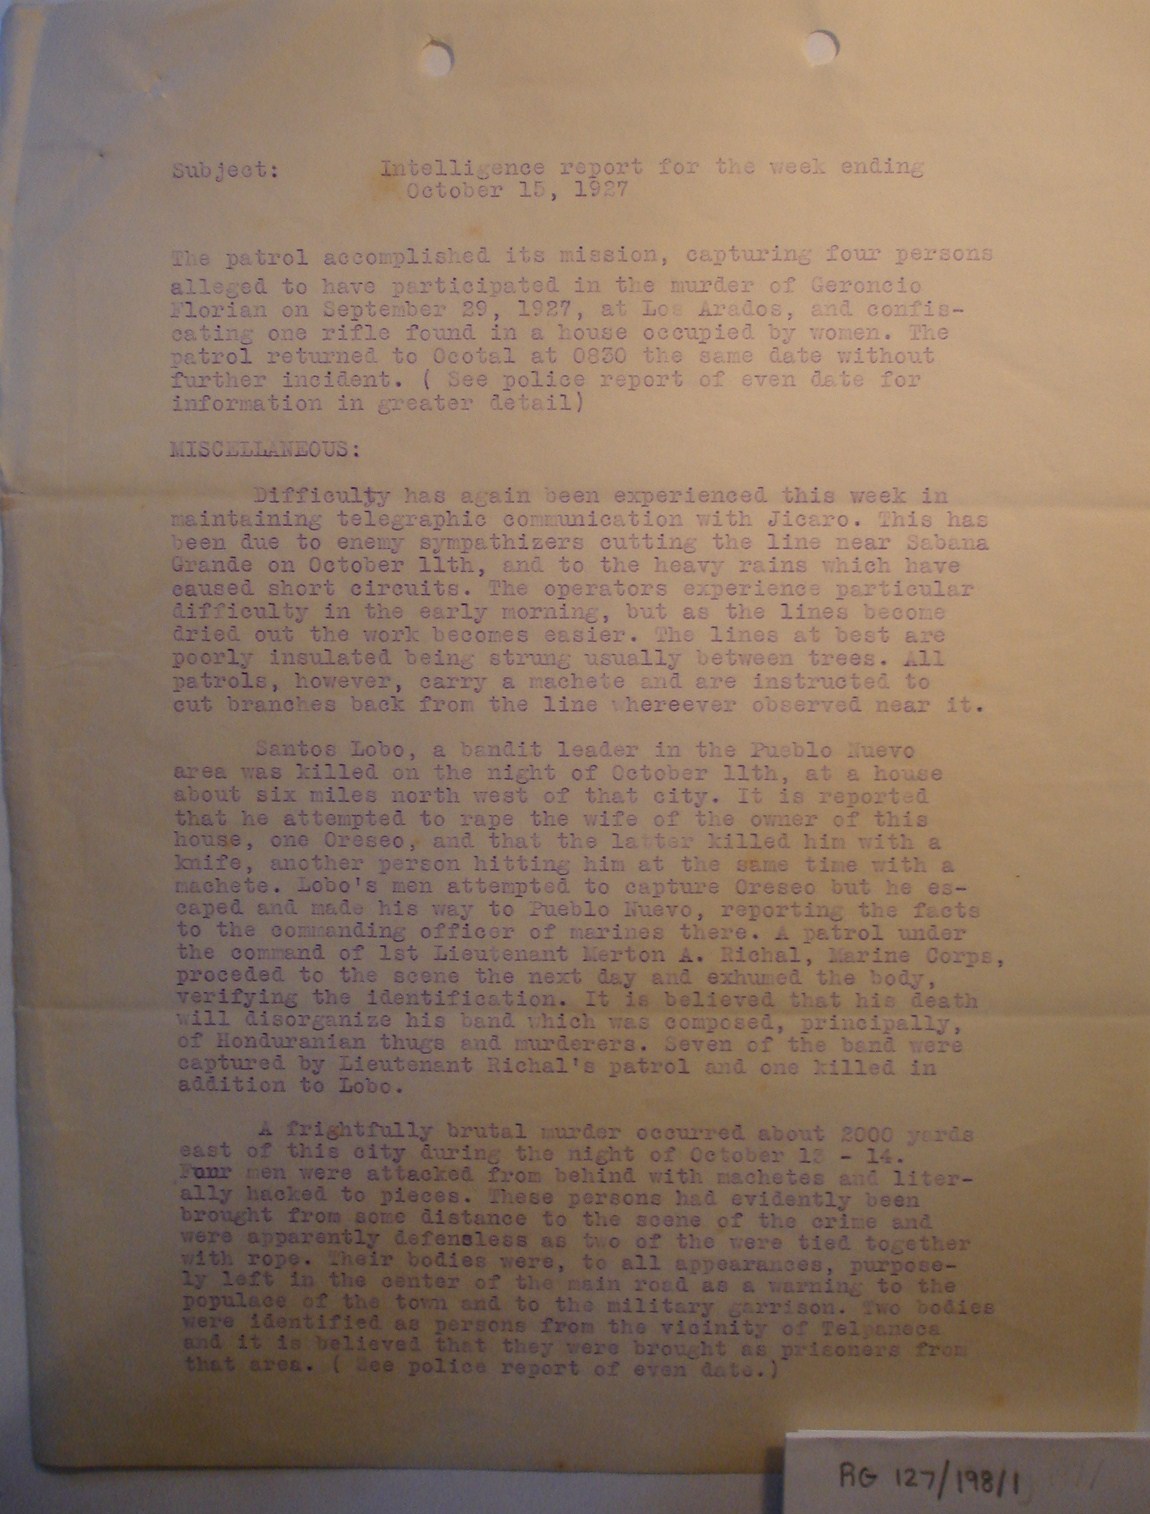 Subject: Intelligence report for the week ending
October 15, 1927
The patrol accomplished its mission, capturing four persons
alleged to have participated in the murder of Geroncio
Florian on September 29, 1927, at Los Arados, and confis-
cating one rifle found in a house occupied by women. The
patrol returned to Ocotal at 0830 the same date without
further incident. ( See police report of even date for
information in greater detail)
MISCELLANEOUS:
Difficulty has again been experienced this week in
maintaining telegraphic communication with Jicaro. This has
been due to enemy sympathizers cutting the line near Sabana
Grande on October 11th, and to the heavy rains which have
caused short circuits. The operators experience particular
difficulty in the early morning, but as the lines become
dried out the work becomes easier. The lines at best are
poorly insulated being strung usually between trees. All
patrols, however, carry a machete and are instructed to
cut branches back from the line whereever observed near it.
Santos Lobo, a bandit leader in the Pueblo Nuevo
area was killed on the night of October 11th, at a house
about six miles north west of that city. It is reported
that he attempted to rape the wife of the owner of this
house, one Oreseo, and that the latter killed him with a
knife, another person hitting him at the same time with a
machete. Lobo's men attempted to capture Oreseo but he es-
caped and made his way to Pueblo Nuevo, reporting the facts
to the commanding officer of marines there. A patrol under
the command of 1st Lieutenant Merton A. Richal, Marine Corps,
proceded to the scene the next day and exhumed the body,
verifying the identification. It is believed that his death
will disorganize his band which was composed, principally,
of Honduranian thugs and murderers. Seven of the band were
captured by Lieutenant Richal's patrol and one killed in
addition to Lobo.
A frightfully brutal murder occurred about 2000 yards
east of this city during the night of October 13 - 14.
Four men were attacked from behind with machetes and liter-
ally hacked to pieces. These persons had evidently been
brought from some distance to the scene of the crime and
were apparently defensless as two of the were tied together
with rope. Their bodies were, to all appearances, purpose-
ly left in the center of the main road as a warning to the
populace of the town and to the military garrison. Two bodies
were identified as persons from the vicinity of Telpaneca
and it is believed that they were brought as prisoners from
that area. ( See police report of even date.)
RG 127/198/1